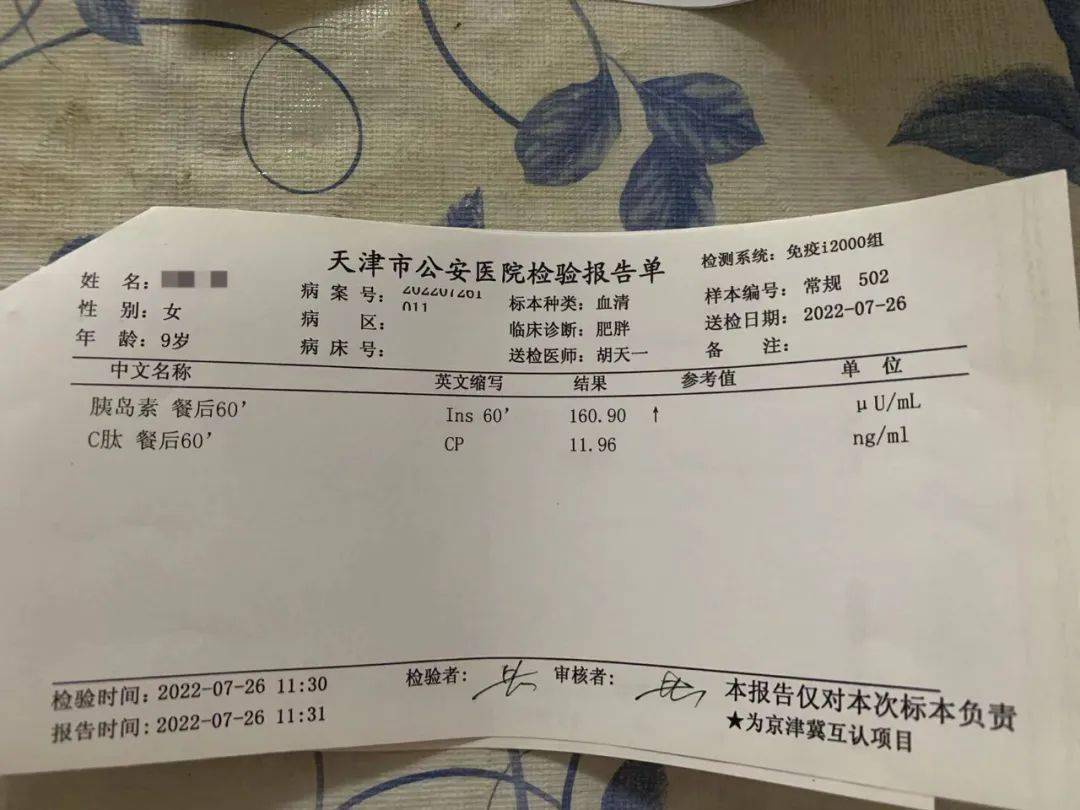 天津市公安医院检验报告单
检测系统: 免疫i2000组
姓 名:
病 案 号: 202207261011
标本种类: 血清
样本编号: 常规 502
性 别: 女
病 区:
临床诊断: 肥胖
送检日期: 2022-07-26
年 龄: 9岁
病 床 号:
送检医师: 胡天一
备 注:
中文名称 英文缩写 结果 参考值 单 位
胰岛素 餐后60' Ins 60' 160.90 ↑ μU/mL
C肽 餐后60' CP 11.96 ng/ml
检验时间: 2022-07-26 11:30 检验者: 审核者: 本报告仅对本次标本负责
报告时间: 2022-07-26 11:31 ★为京津冀互认项目